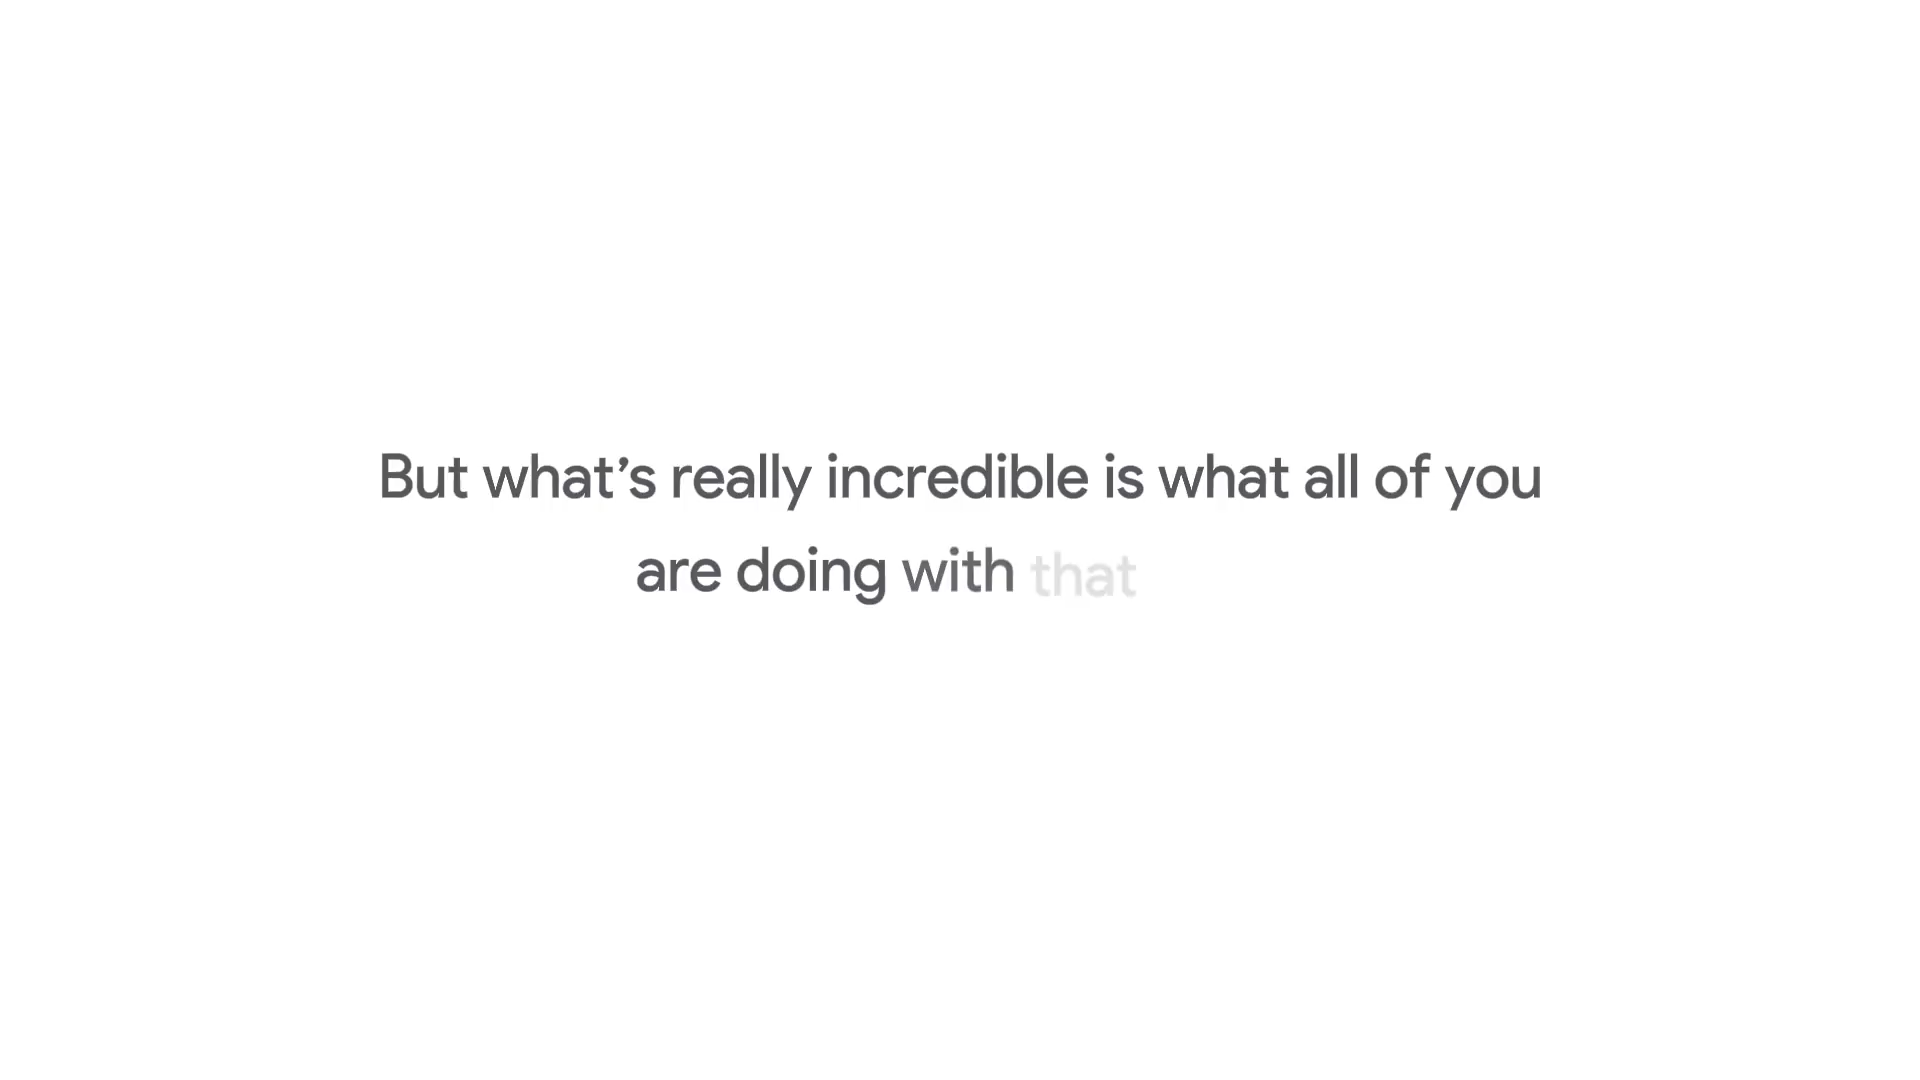 But what’s really incredible is what all of you
are doing with that